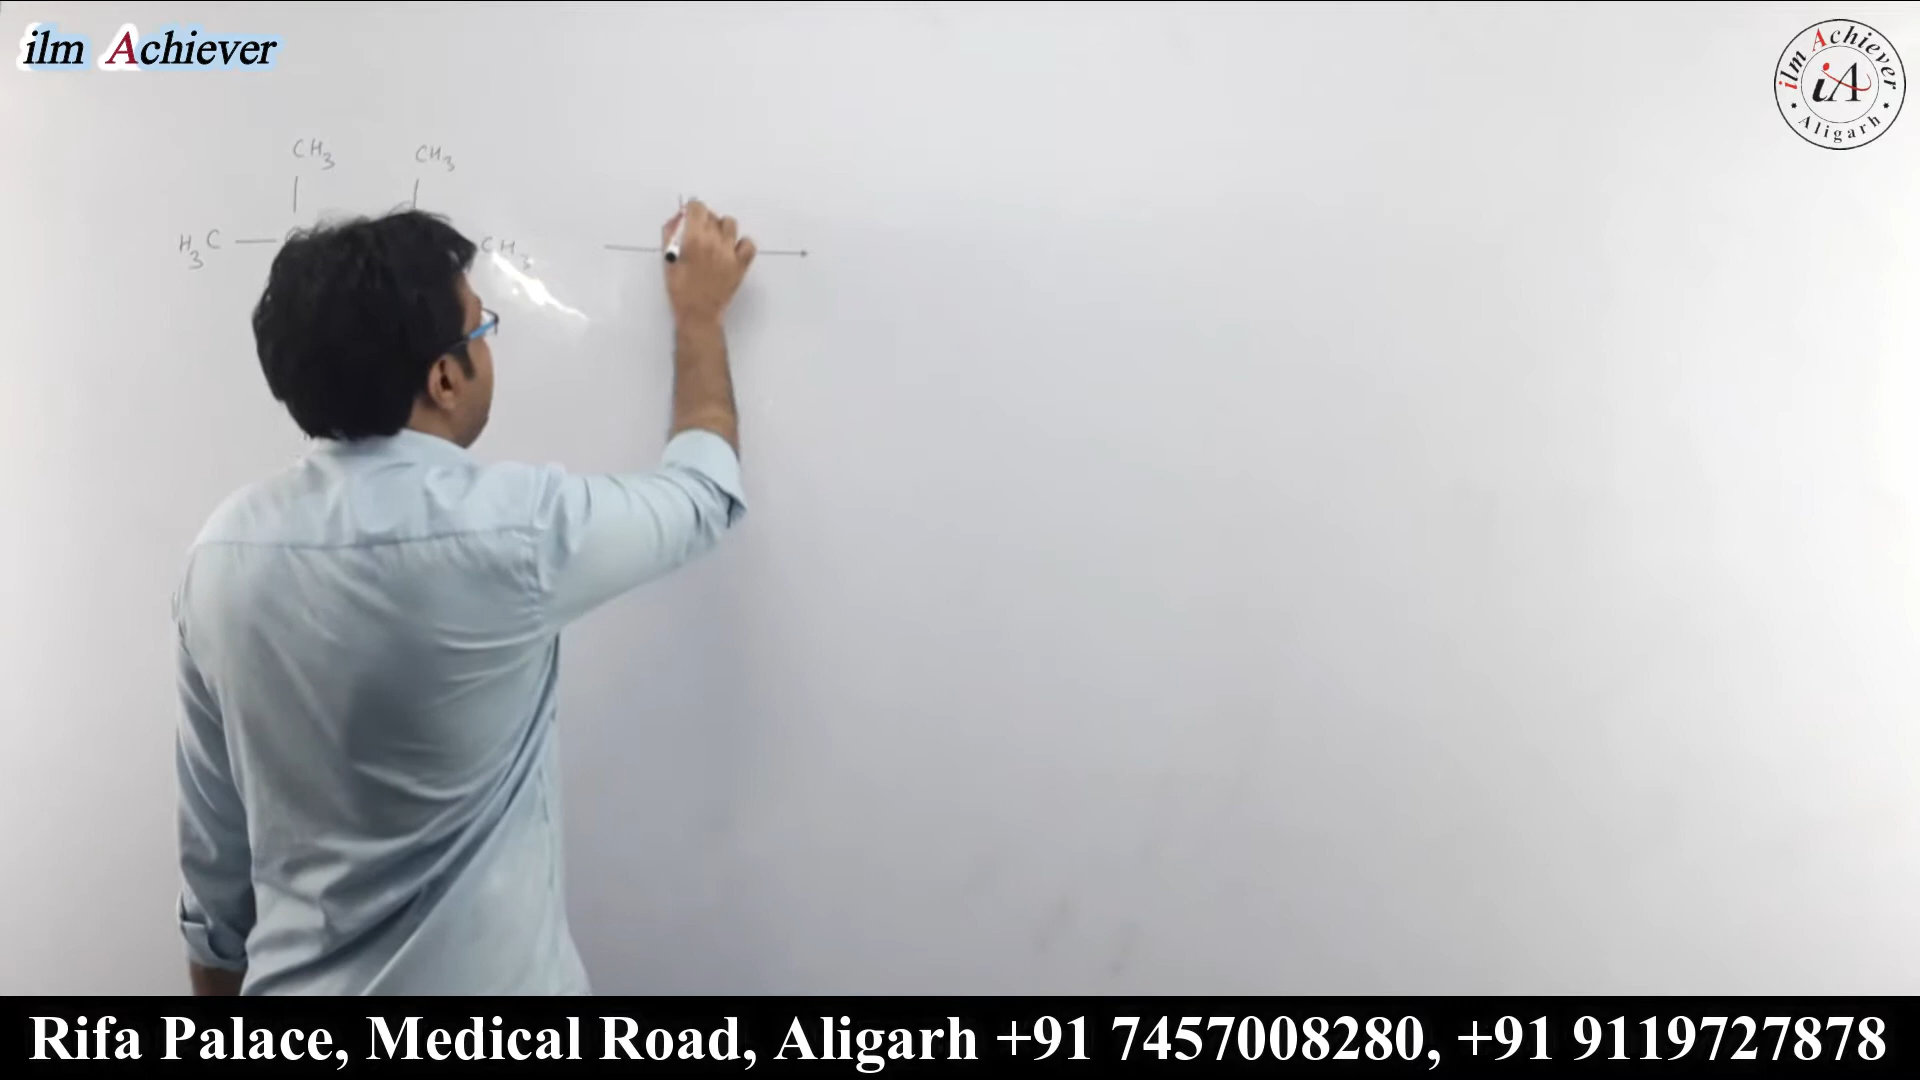 ilm Achiever
ilm Achiever
iA
Aligarh
CH3
CH3
H3C
CH3
Rifa Palace, Medical Road, Aligarh +91 7457008280, +91 9119727878